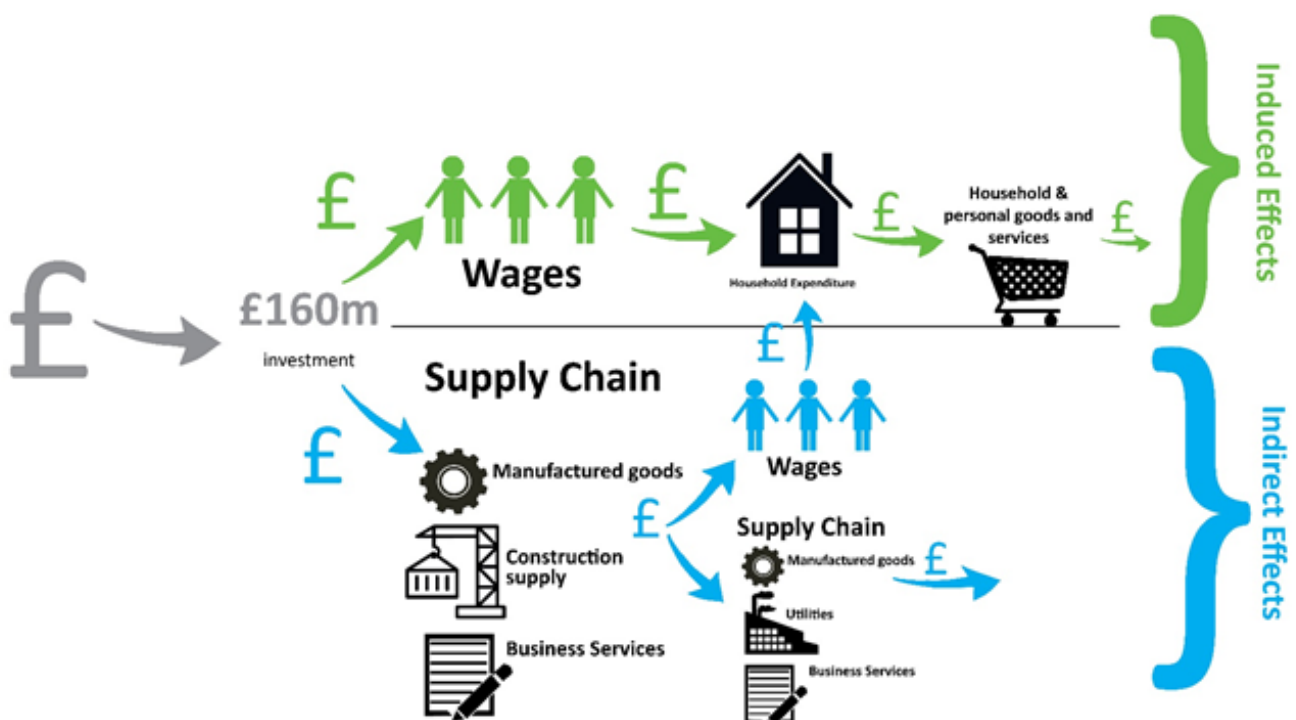 £
£160m
investment
£
Wages
£
Household Expenditure
£
Household &
personal goods and
services
£
Induced Effects
Supply Chain
£
Manufactured goods
Construction
supply
Business Services
£
Wages
£
Supply Chain
Manufactured goods
£
Utilities
Business Services
Indirect Effects